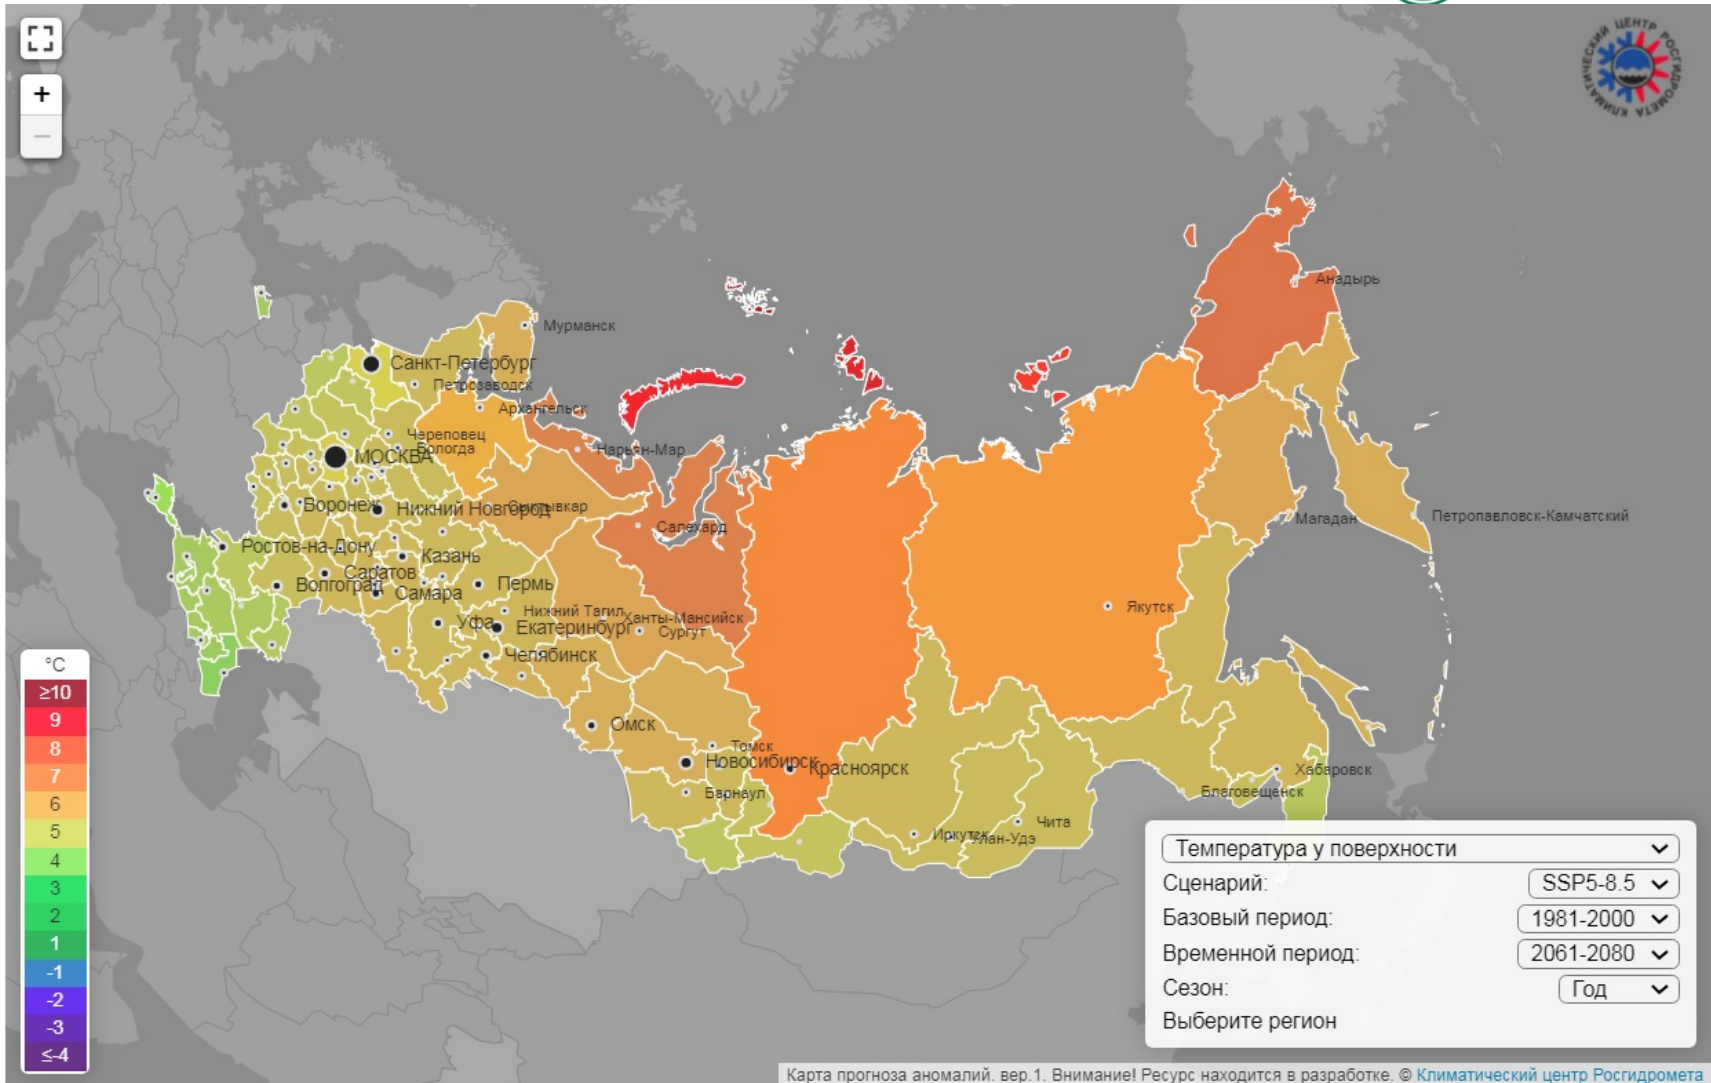 КЛИМАТИЧЕСКИЙ ЦЕНТР РОСГИДРОМЕТА
+
−
Анадырь
Мурманск
Санкт-Петербург
Петрозаводск
Архангельск
Череповец
Вологда
Нарьян-Мар
МОСКВА
Воронеж
Нижний Новгород
Сыктывкар
Магадан
Петропавловск-Камчатский
Салехард
Ростов-на-Дону
Казань
Саратов
Волгоград
Самара
Пермь
Якутск
Нижний Тагил
Ханты-Мансийск
Уфа
Екатеринбург
Сургут
Челябинск
Омск
Томск
Новосибирск
Красноярск
Хабаровск
Барнаул
Благовещенск
Чита
Иркутск
Улан-Удэ
°C
≥10
9
8
7
6
5
4
3
2
1
-1
-2
-3
≤-4
Температура у поверхности
Сценарий: SSP5-8.5
Базовый период: 1981-2000
Временной период: 2061-2080
Сезон: Год
Выберите регион
Карта прогноза аномалий. вер.1. Внимание! Ресурс находится в разработке. © Климатический центр Росгидромета